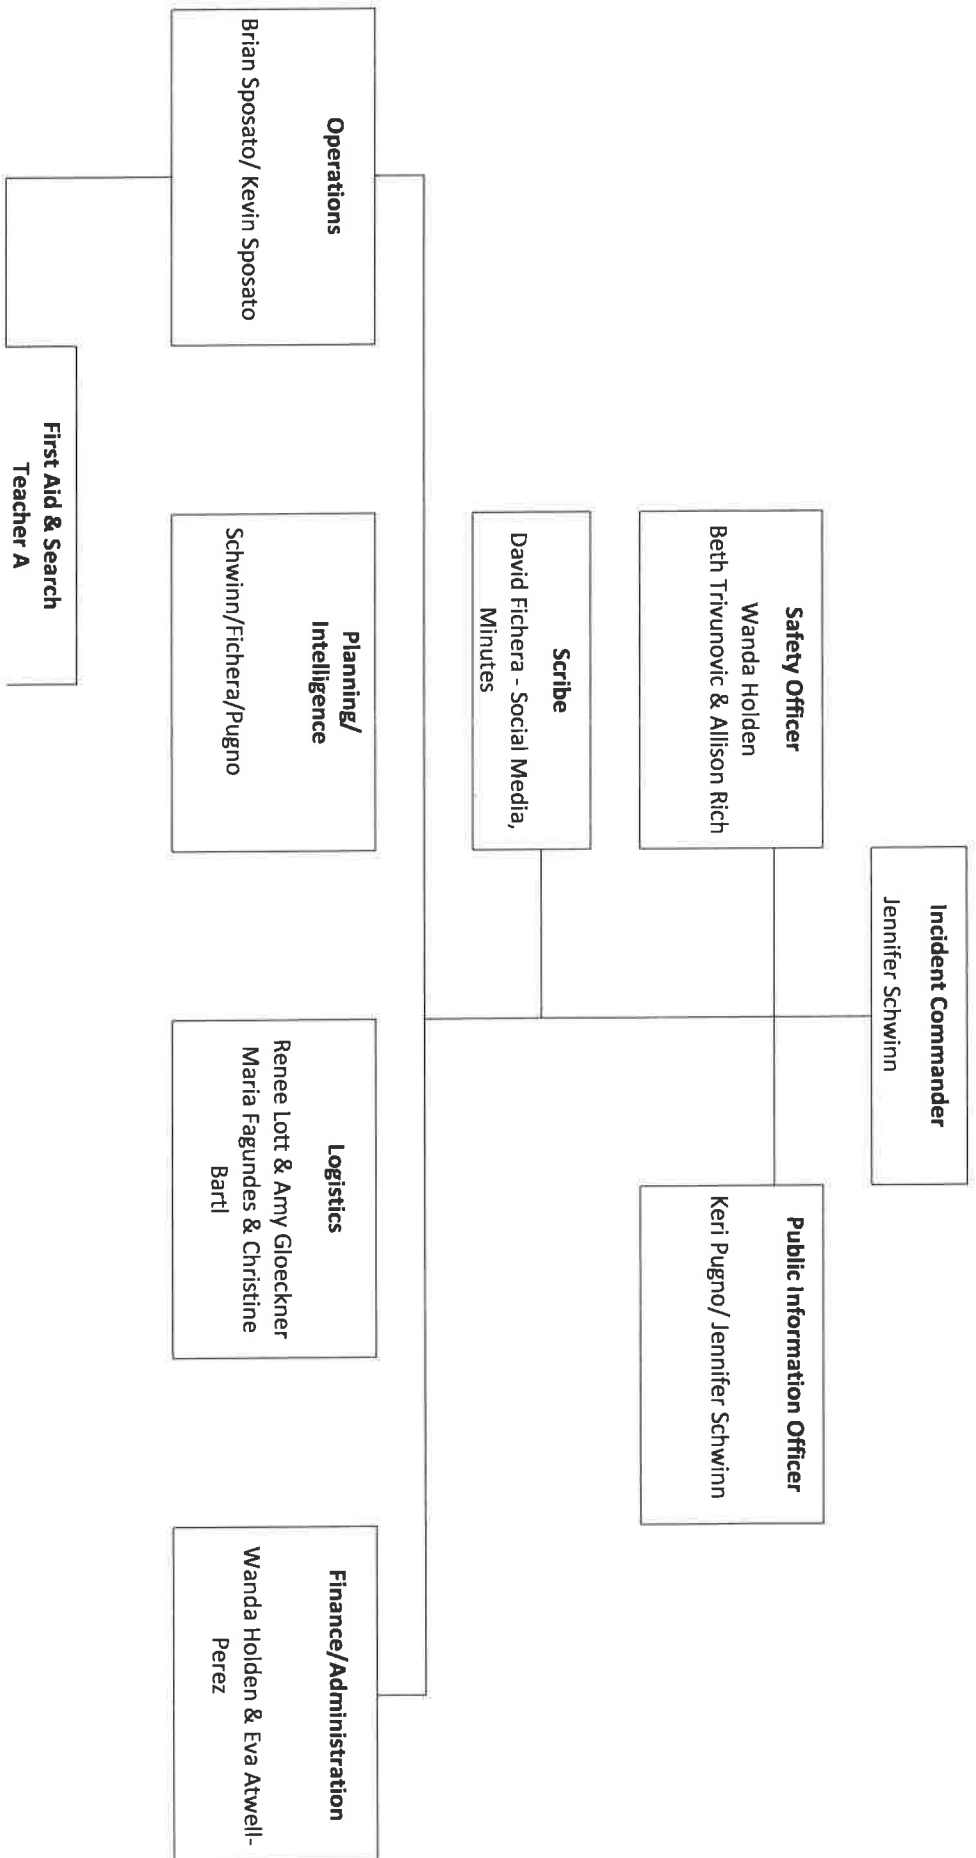 Incident Commander
Jennifer Schwinn
Safety Officer
Wanda Holden
Beth Trivunovic & Allison Rich
Public Information Officer
Keri Pugno/ Jennifer Schwinn
Scribe
David Fichera - Social Media,
Minutes
Operations
Brian Sposato/ Kevin Sposato
Planning/
Intelligence
Schwinn/Fichera/Pugno
Logistics
Renee Lott & Amy Gloeckner
Maria Fagundes & Christine
Bartl
Finance/Administration
Wanda Holden & Eva Atwell-
Perez
First Aid & Search
Teacher A